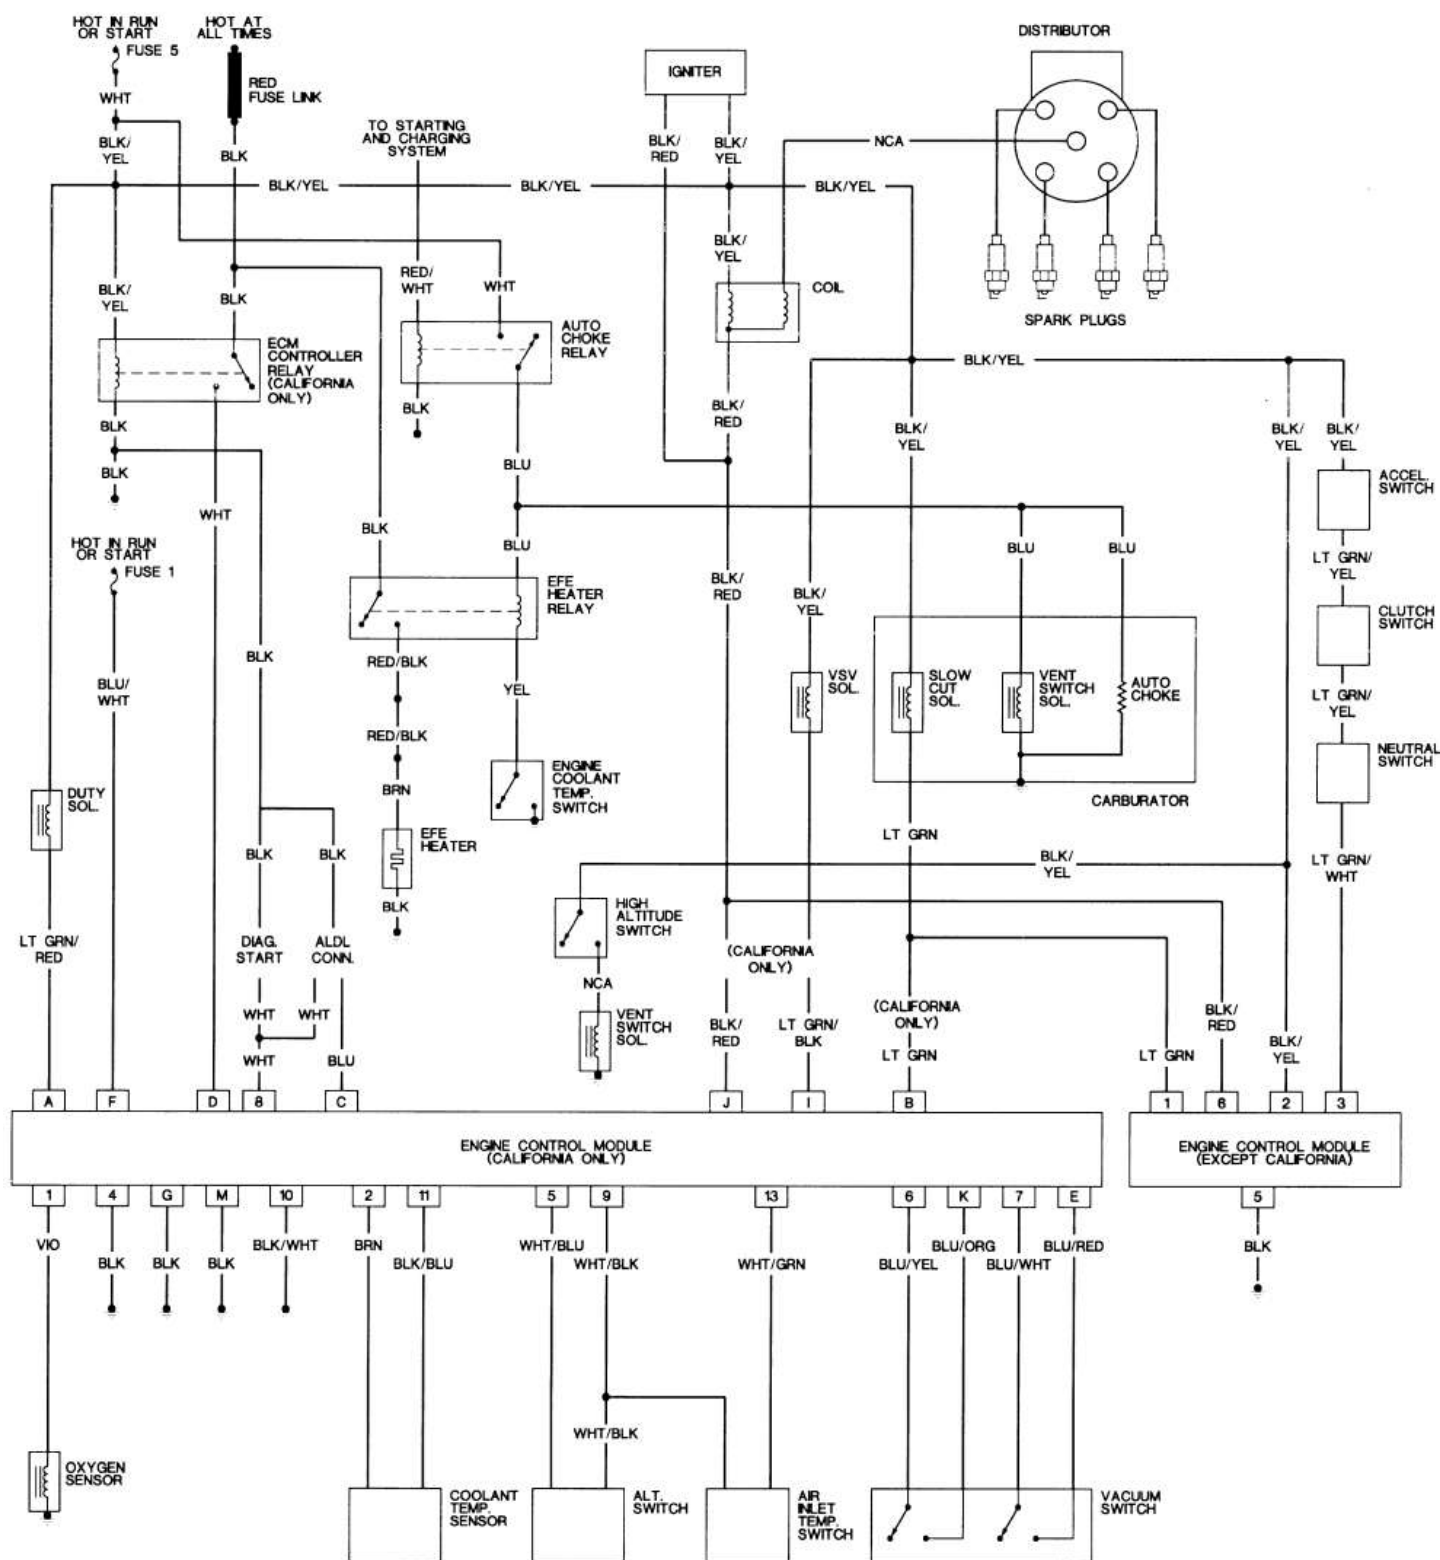 HOT IN RUN
OR START
FUSE 5
HOT AT
ALL TIMES
RED
FUSE LINK
IGNITER
DISTRIBUTOR
WHT
BLK/
YEL
BLK
TO STARTING
AND CHARGING
SYSTEM
BLK/
RED
BLK/
YEL
NCA
BLK/YEL
BLK/YEL
BLK/YEL
BLK/
YEL
BLK
RED/
WHT
WHT
BLK/
YEL
COIL
SPARK PLUGS
ECM
CONTROLLER
RELAY
(CALIFORNIA
ONLY)
AUTO
CHOKE
RELAY
BLK/YEL
BLK
BLK
BLK
BLK/
RED
BLK/
YEL
BLK/
YEL
BLK/
YEL
BLU
ACCEL.
SWITCH
WHT
BLK
HOT IN RUN
OR START
FUSE 1
BLU
BLU
BLU
LT GRN/
YEL
EFE
HEATER
RELAY
BLK/
RED
BLK/
YEL
CLUTCH
SWITCH
BLK
RED/BLK
YEL
BLU/
WHT
VSV
SOL.
SLOW
CUT
SOL.
VENT
SWITCH
SOL.
AUTO
CHOKE
LT GRN/
YEL
RED/BLK
NEUTRAL
SWITCH
DUTY
SOL.
BRN
ENGINE
COOLANT
TEMP.
SWITCH
CARBURATOR
EFE
HEATER
LT GRN
BLK
BLK
BLK/
YEL
LT GRN/
WHT
BLK
HIGH
ALTITUDE
SWITCH
LT GRN/
RED
DIAG.
START
ALDL
CONN.
(CALIFORNIA
ONLY)
NCA
WHT
WHT
VENT
SWITCH
SOL.
BLK/
RED
LT GRN/
BLK
(CALIFORNIA
ONLY)
BLK/
RED
WHT
BLU
LT GRN
LT GRN
BLK/
YEL
A
F
D
8
C
J
I
B
1
6
2
3
ENGINE CONTROL MODULE
(CALIFORNIA ONLY)
ENGINE CONTROL MODULE
(EXCEPT CALIFORNIA)
1
4
G
M
10
2
11
5
9
13
6
K
7
E
5
VIO
BLK
BLK
BLK
BLK/WHT
BRN
BLK/BLU
WHT/BLU
WHT/BLK
WHT/GRN
BLU/YEL
BLU/ORG
BLU/WHT
BLU/RED
BLK
WHT/BLK
OXYGEN
SENSOR
COOLANT
TEMP.
SENSOR
ALT.
SWITCH
AIR
INLET
TEMP.
SWITCH
VACUUM
SWITCH